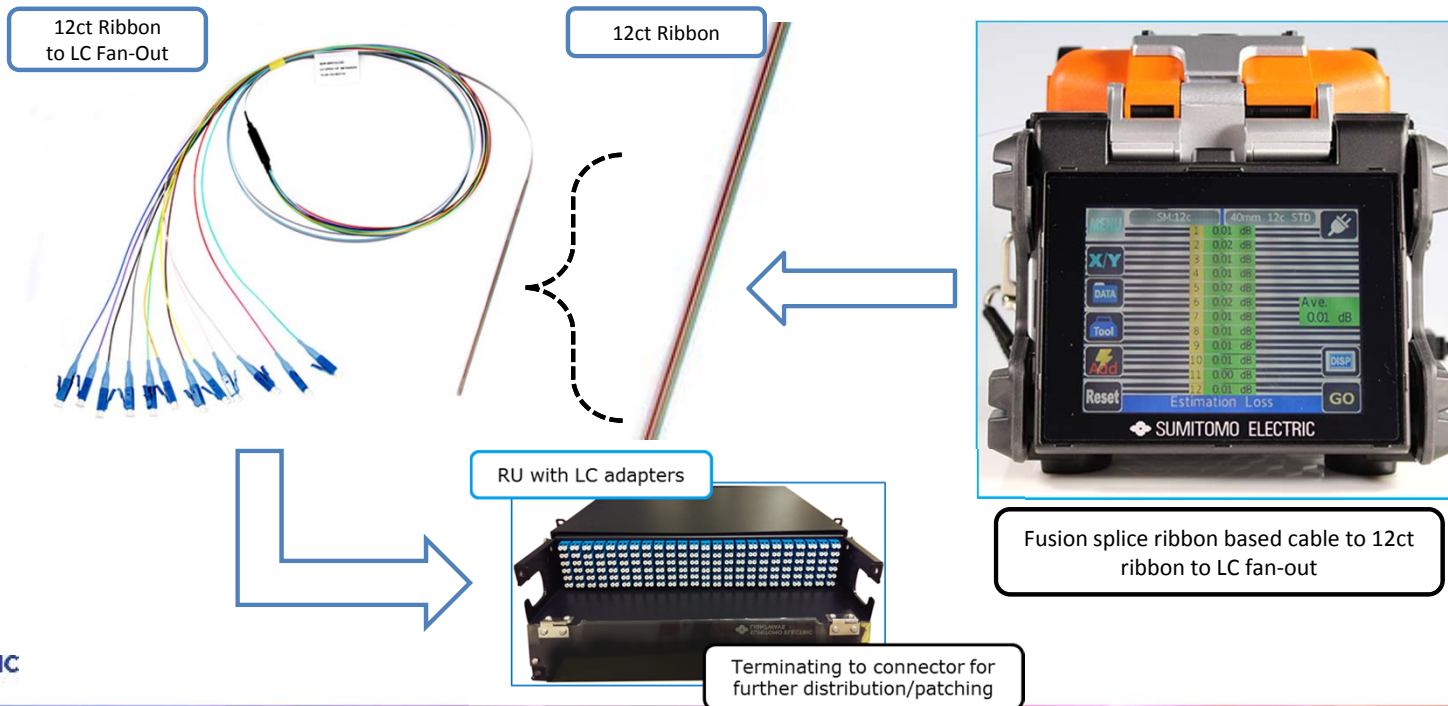 12ct Ribbon
to LC Fan-Out
12ct Ribbon
MENU
SM:12c
40mm 12c STD
X/Y
DATA
Tool
Add
Reset
1 0.01 dB
2 0.02 dB
3 0.01 dB
4 0.01 dB
5 0.02 dB
6 0.02 dB
7 0.01 dB
8 0.01 dB
9 0.01 dB
10 0.01 dB
11 0.00 dB
12 0.01 dB
Ave.
0.01 dB
DISP
GO
Estimation Loss
SUMITOMO ELECTRIC
Fusion splice ribbon based cable to 12ct
ribbon to LC fan-out
RU with LC adapters
SUMITOMO ELECTRIC
LIGHTWAVE
Terminating to connector for
further distribution/patching
IC